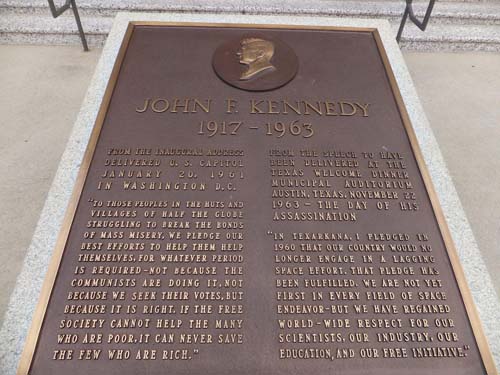 JOHN F. KENNEDY
1917 - 1963
FROM THE INAUGURAL ADDRESS
DELIVERED U.S. CAPITOL
JANUARY 20, 1961
IN WASHINGTON D.C.
"TO THOSE PEOPLES IN THE HUTS AND
VILLAGES OF HALF THE GLOBE
STRUGGLING TO BREAK THE BONDS
OF MASS MISERY, WE PLEDGE OUR
BEST EFFORTS TO HELP THEM HELP
THEMSELVES, FOR WHATEVER PERIOD
IS REQUIRED-NOT BECAUSE THE
COMMUNISTS ARE DOING IT, NOT
BECAUSE WE SEEK THEIR VOTES, BUT
BECAUSE IT IS RIGHT. IF THE FREE
SOCIETY CANNOT HELP THE MANY
WHO ARE POOR, IT CAN NEVER SAVE
THE FEW WHO ARE RICH."
FROM THE SPEECH TO HAVE
BEEN DELIVERED AT THE
TEXAS WELCOME DINNER
MUNICIPAL AUDITORIUM
AUSTIN, TEXAS, NOVEMBER 22
1963 - THE DAY OF HIS
ASSASSINATION
"IN TEXARKANA, I PLEDGED IN
1960 THAT OUR COUNTRY WOULD NO
LONGER ENGAGE IN A LAGGING
SPACE EFFORT. THAT PLEDGE HAS
BEEN FULFILLED. WE ARE NOT YET
FIRST IN EVERY FIELD OF SPACE
ENDEAVOR-BUT WE HAVE REGAINED
WORLD-WIDE RESPECT FOR OUR
SCIENTISTS, OUR INDUSTRY, OUR
EDUCATION, AND OUR FREE INITIATIVE."